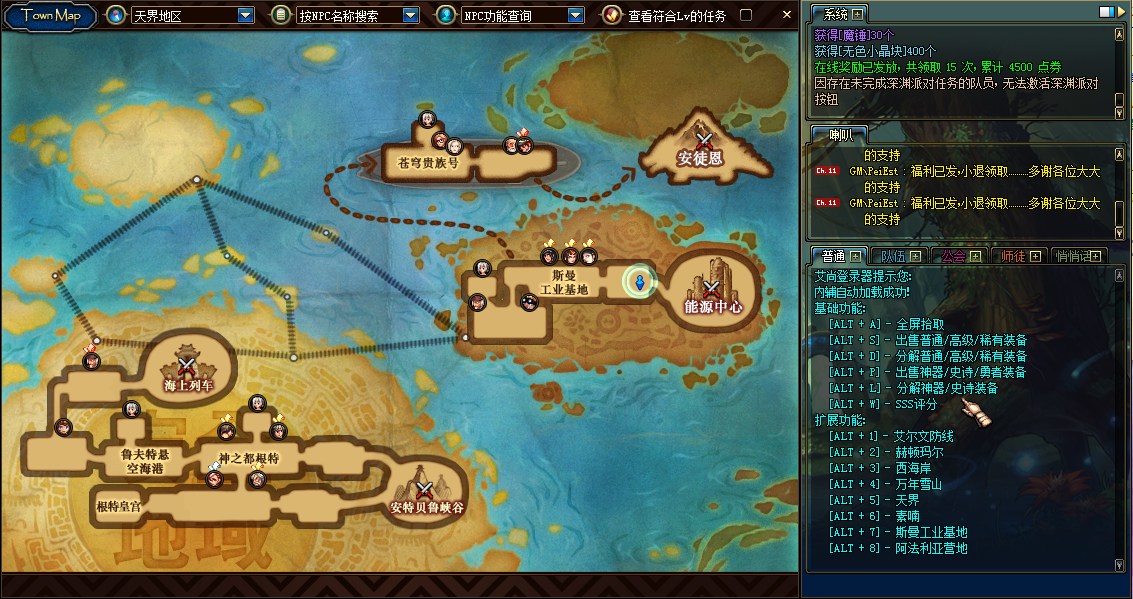 Town Map
天界地区
按NPC名称搜索
NPC功能查询
查看符合Lv的任务
苍穹贵族号
安徒恩
斯曼
工业基地
能源中心
海上列车
鲁夫特悬
空海港
神之都根特
根特皇宫
安特贝鲁峡谷
系统
获得[魔锤]30个
获得[无色小晶块]400个
在线奖励已发放, 共领取 15 次, 累计 4500 点券
因存在未完成深渊派对任务的队员, 无法激活深渊派对
按钮
喇叭
的支持
Ch.11 GM\PeiEst : 福利已发,小退领取.........多谢各位大大
的支持
Ch.11 GM\PeiEst : 福利已发,小退领取.........多谢各位大大
的支持
普通 队伍 公会 师徒 悄悄话
艾尚登录器提示您:
内辅自动加载成功!
基础功能:
[ALT + A] - 全屏拾取
[ALT + S] - 出售普通/高级/稀有装备
[ALT + D] - 分解普通/高级/稀有装备
[ALT + P] - 出售神器/史诗/勇者装备
[ALT + L] - 分解神器/史诗装备
[ALT + W] - SSS评分
扩展功能:
[ALT + 1] - 艾尔文防线
[ALT + 2] - 赫顿玛尔
[ALT + 3] - 西海岸
[ALT + 4] - 万年雪山
[ALT + 5] - 天界
[ALT + 6] - 素喃
[ALT + 7] - 斯曼工业基地
[ALT + 8] - 阿法利亚营地